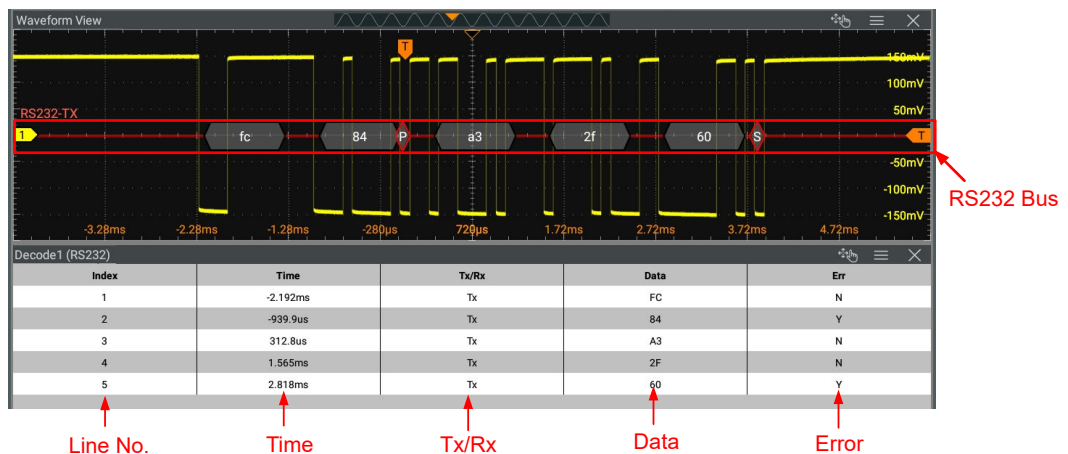 Waveform View
T
150mV
100mV
50mV
RS232-TX
1 fc 84 P a3 2f 60 S T
-50mV
-100mV
-150mV
-3.28ms -2.28ms -1.28ms -280µs 720µs 1.72ms 2.72ms 3.72ms 4.72ms
RS232 Bus
Decode1 (RS232)
Index Time Tx/Rx Data Err
1 -2.192ms Tx FC N
2 -939.9us Tx 84 Y
3 312.8us Tx A3 N
4 1.565ms Tx 2F N
5 2.818ms Tx 60 Y
Line No. Time Tx/Rx Data Error